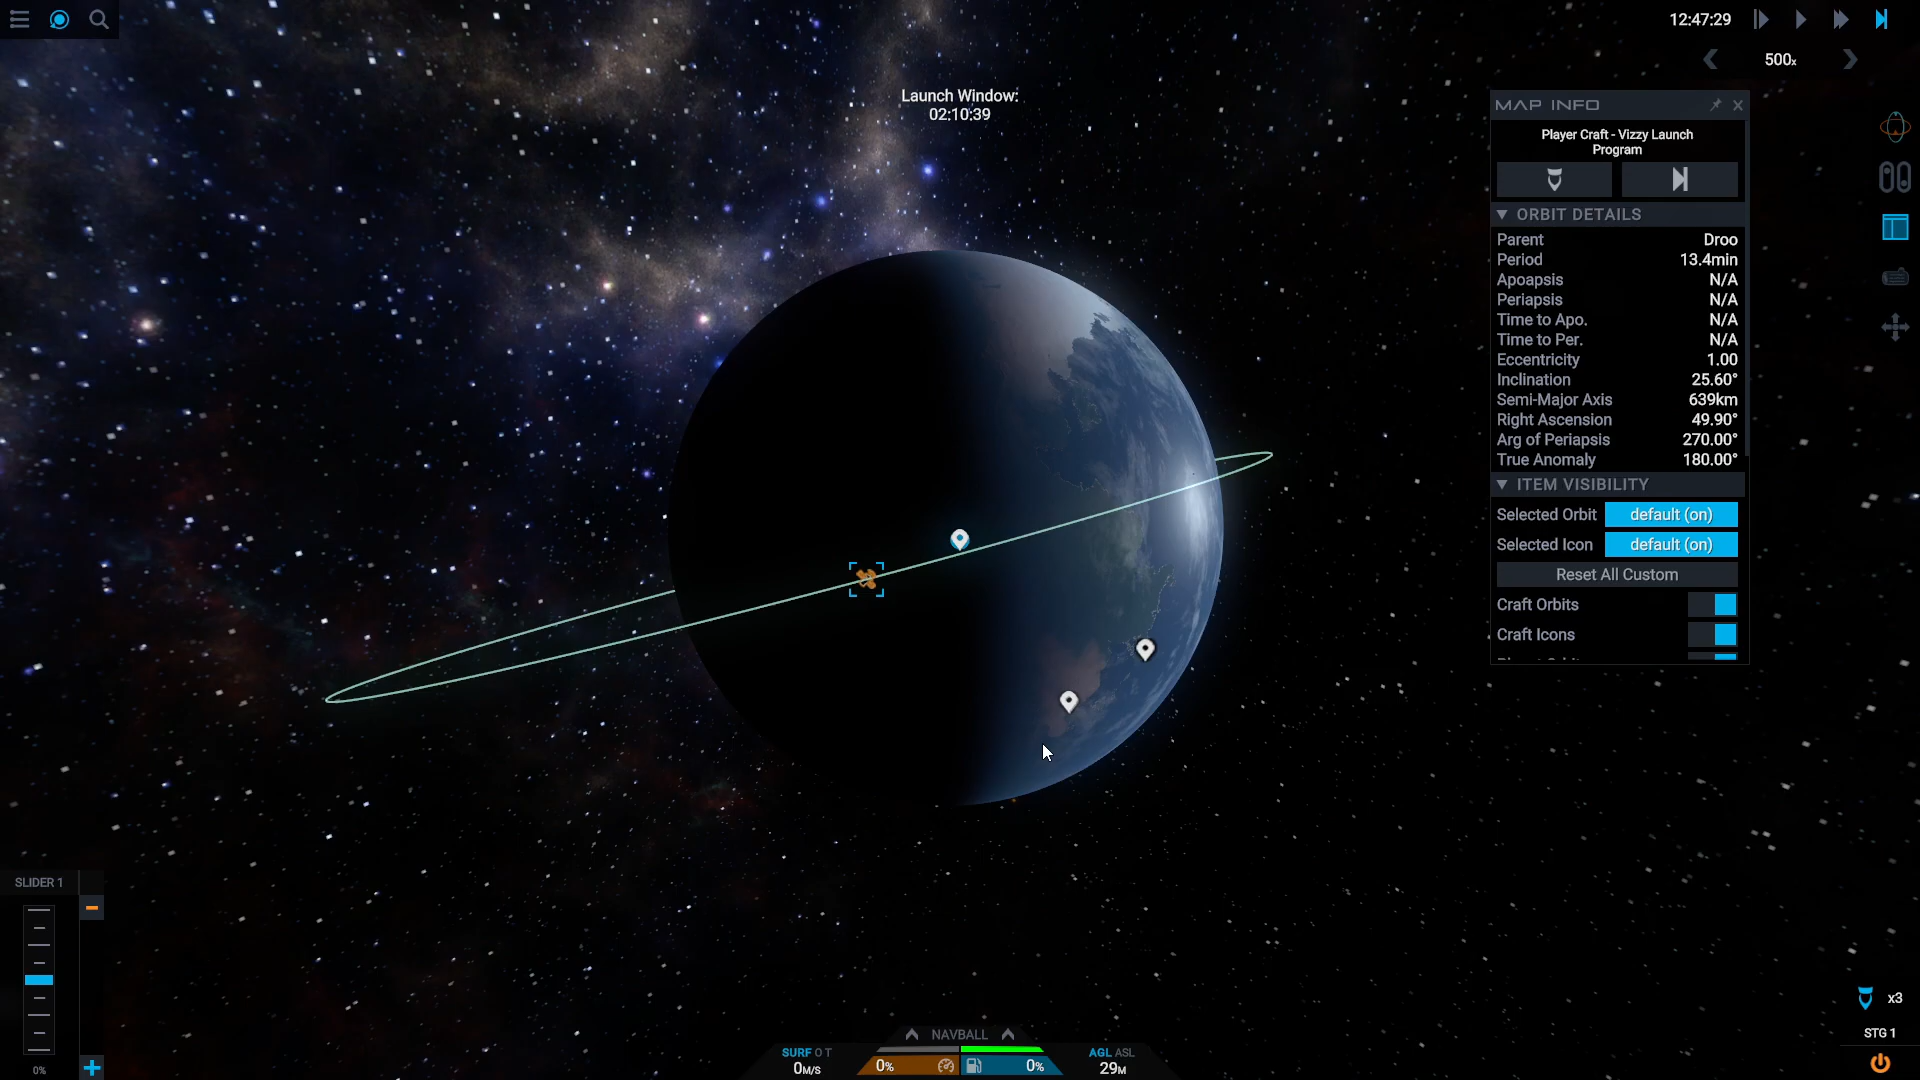 12:47:29
500x
Launch Window:
02:10:39
MAP INFO
Player Craft - Vizzy Launch
Program
ORBIT DETAILS
Parent Droo
Period 13.4min
Apoapsis N/A
Periapsis N/A
Time to Apo. N/A
Time to Per. N/A
Eccentricity 1.00
Inclination 25.60°
Semi-Major Axis 639km
Right Ascension 49.90°
Arg of Periapsis 270.00°
True Anomaly 180.00°
ITEM VISIBILITY
Selected Orbit default (on)
Selected Icon default (on)
Reset All Custom
Craft Orbits
Craft Icons
SLIDER 1
0%
x3
STG 1
NAVBALL
SURF O T
0M/S
0%
0%
AGL ASL
29M